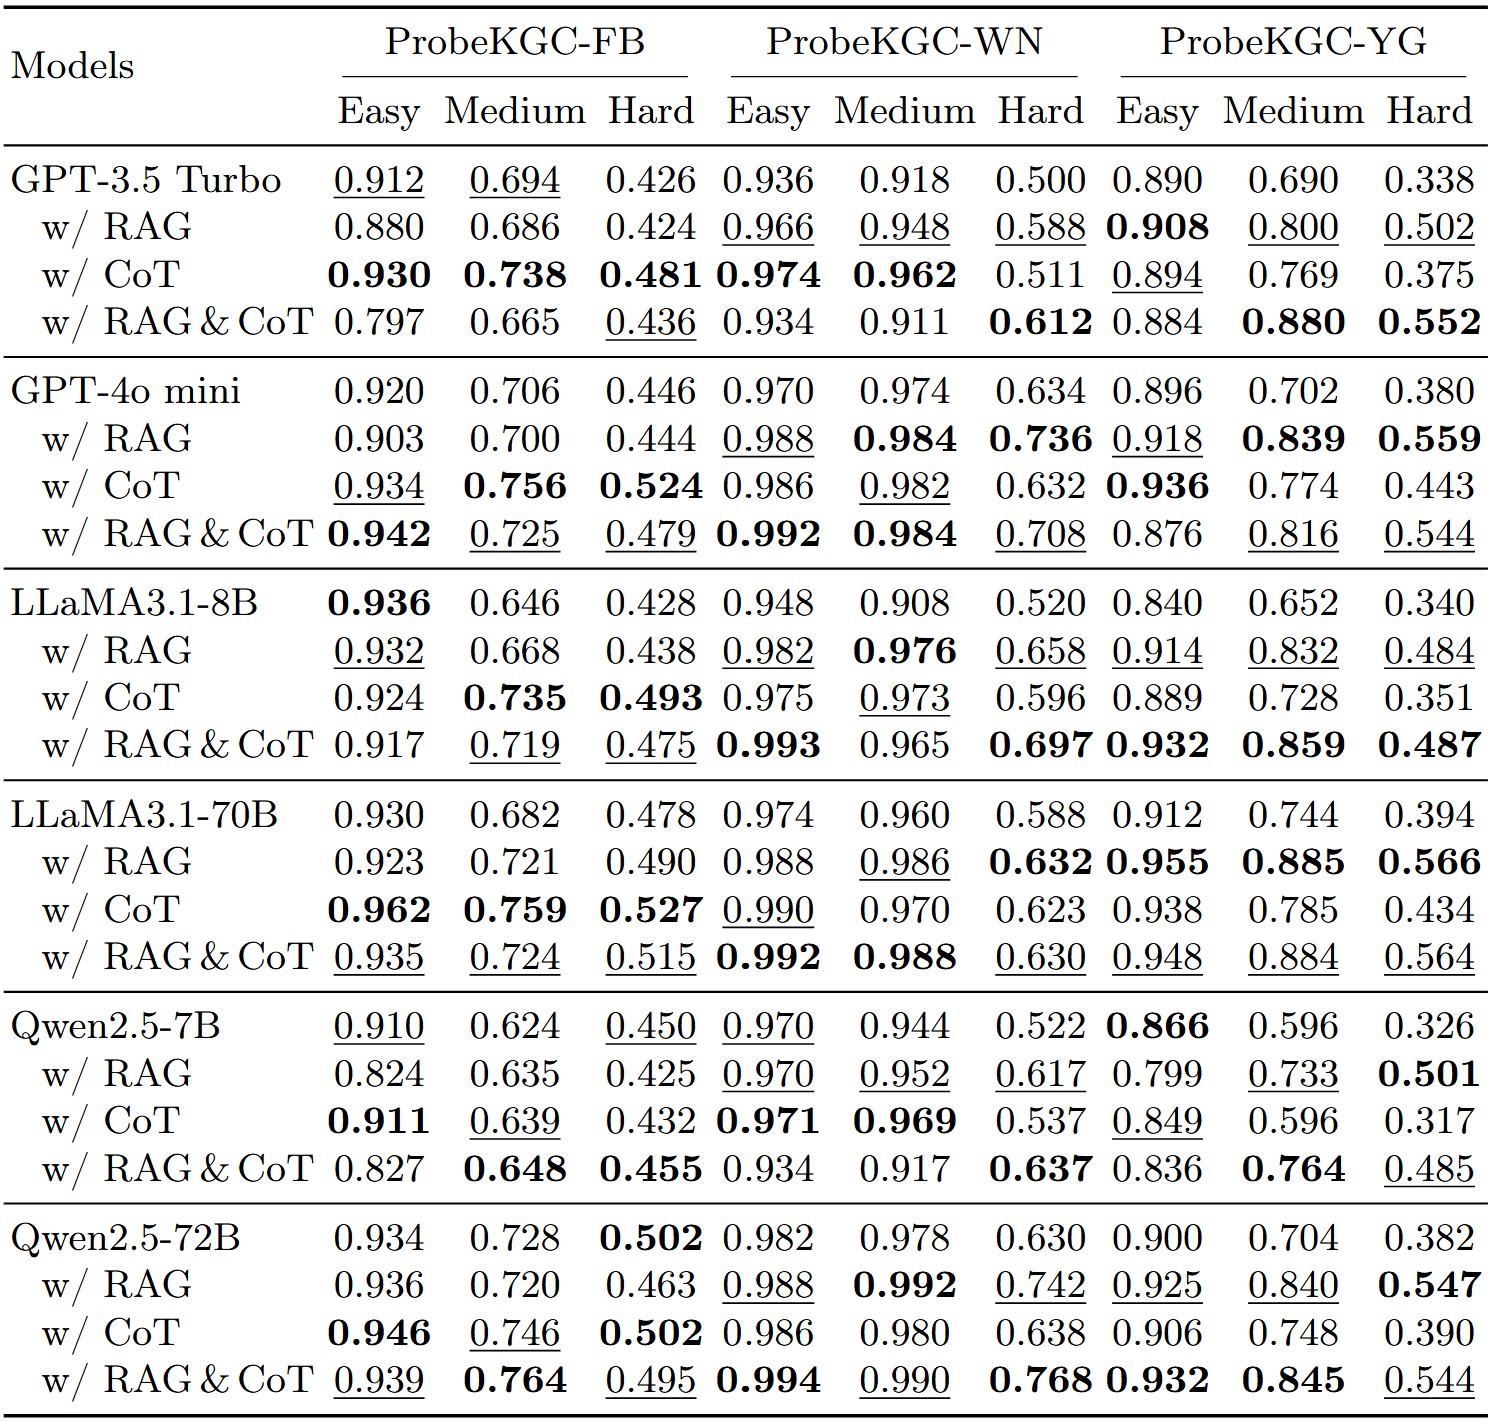 Models ProbeKGC-FB ProbeKGC-WN ProbeKGC-YG
Easy Medium Hard Easy Medium Hard Easy Medium Hard
GPT-3.5 Turbo 0.912 0.694 0.426 0.936 0.918 0.500 0.890 0.690 0.338
w/ RAG 0.880 0.686 0.424 0.966 0.948 0.588 0.908 0.800 0.502
w/ CoT 0.930 0.738 0.481 0.974 0.962 0.511 0.894 0.769 0.375
w/ RAG & CoT 0.797 0.665 0.436 0.934 0.911 0.612 0.884 0.880 0.552
GPT-4o mini 0.920 0.706 0.446 0.970 0.974 0.634 0.896 0.702 0.380
w/ RAG 0.903 0.700 0.444 0.988 0.984 0.736 0.918 0.839 0.559
w/ CoT 0.934 0.756 0.524 0.986 0.982 0.632 0.936 0.774 0.443
w/ RAG & CoT 0.942 0.725 0.479 0.992 0.984 0.708 0.876 0.816 0.544
LLaMA3.1-8B 0.936 0.646 0.428 0.948 0.908 0.520 0.840 0.652 0.340
w/ RAG 0.932 0.668 0.438 0.982 0.976 0.658 0.914 0.832 0.484
w/ CoT 0.924 0.735 0.493 0.975 0.973 0.596 0.889 0.728 0.351
w/ RAG & CoT 0.917 0.719 0.475 0.993 0.965 0.697 0.932 0.859 0.487
LLaMA3.1-70B 0.930 0.682 0.478 0.974 0.960 0.588 0.912 0.744 0.394
w/ RAG 0.923 0.721 0.490 0.988 0.986 0.632 0.955 0.885 0.566
w/ CoT 0.962 0.759 0.527 0.990 0.970 0.623 0.938 0.785 0.434
w/ RAG & CoT 0.935 0.724 0.515 0.992 0.988 0.630 0.948 0.884 0.564
Qwen2.5-7B 0.910 0.624 0.450 0.970 0.944 0.522 0.866 0.596 0.326
w/ RAG 0.824 0.635 0.425 0.970 0.952 0.617 0.799 0.733 0.501
w/ CoT 0.911 0.639 0.432 0.971 0.969 0.537 0.849 0.596 0.317
w/ RAG & CoT 0.827 0.648 0.455 0.934 0.917 0.637 0.836 0.764 0.485
Qwen2.5-72B 0.934 0.728 0.502 0.982 0.978 0.630 0.900 0.704 0.382
w/ RAG 0.936 0.720 0.463 0.988 0.992 0.742 0.925 0.840 0.547
w/ CoT 0.946 0.746 0.502 0.986 0.980 0.638 0.906 0.748 0.390
w/ RAG & CoT 0.939 0.764 0.495 0.994 0.990 0.768 0.932 0.845 0.544